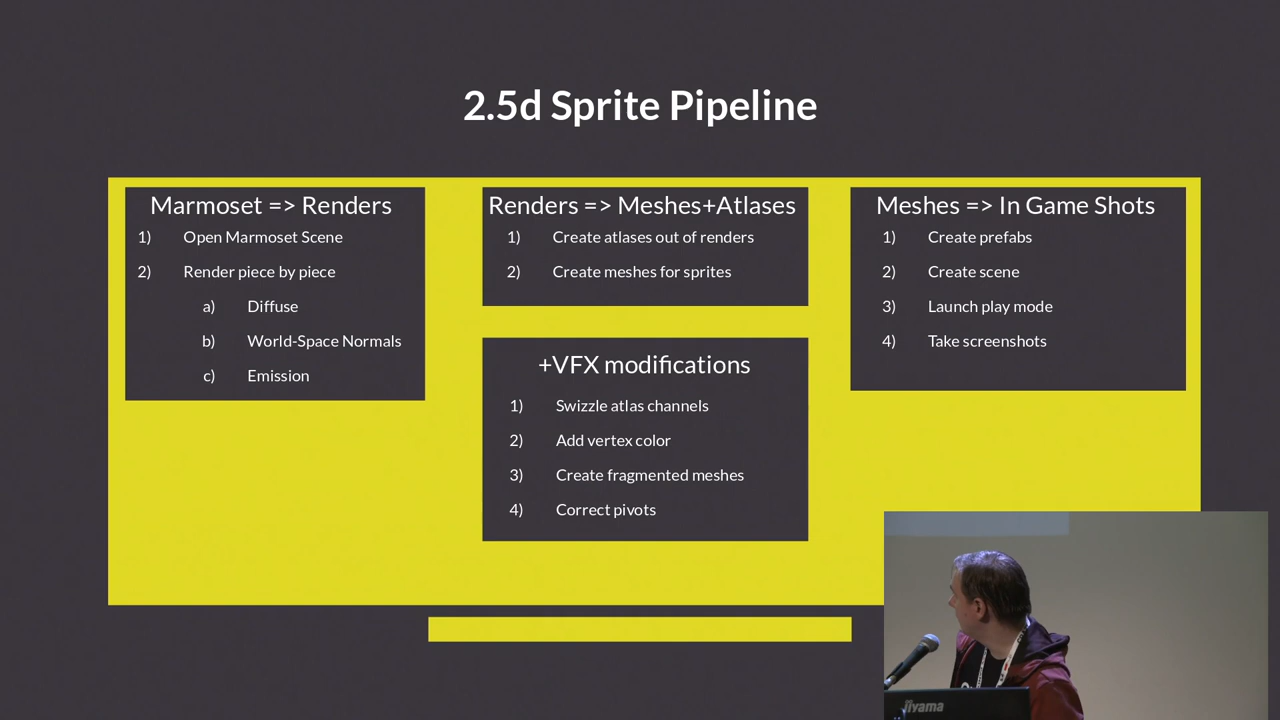 2.5d Sprite Pipeline
Marmoset => Renders
1) Open Marmoset Scene
2) Render piece by piece
a) Diffuse
b) World-Space Normals
c) Emission
Renders => Meshes+Atlases
1) Create atlases out of renders
2) Create meshes for sprites
+VFX modifications
1) Swizzle atlas channels
2) Add vertex color
3) Create fragmented meshes
4) Correct pivots
Meshes => In Game Shots
1) Create prefabs
2) Create scene
3) Launch play mode
4) Take screenshots
iiyama